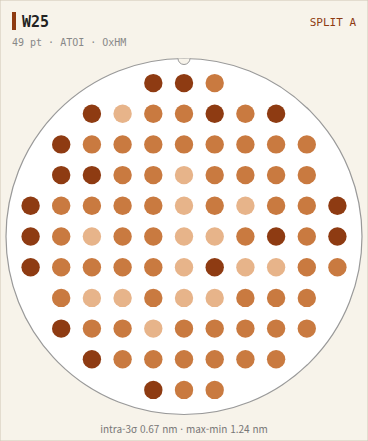 W25
SPLIT A
49 pt · ATOI · OxHM
intra-3σ 0.67 nm · max-min 1.24 nm